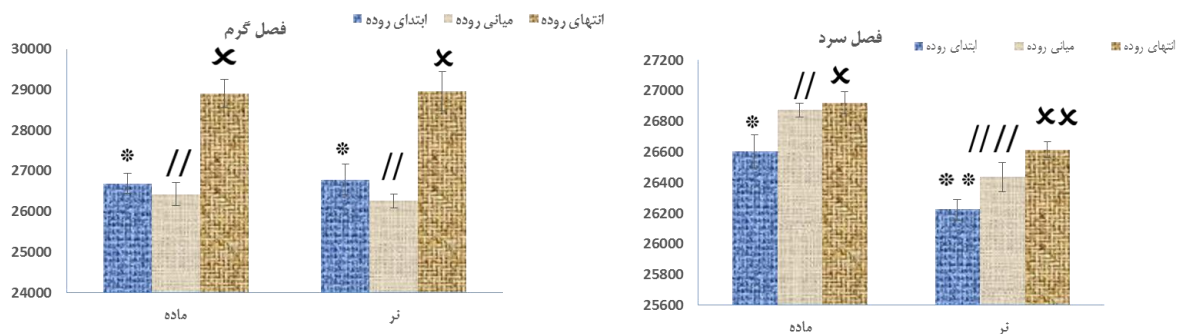 فصل گرم
ابتدای روده میانی روده انتهای روده
30000
29000
28000
27000
26000
25000
24000
* // × * // ×
ماده نر
فصل سرد
ابتدای روده میانی روده انتهای روده
27200
27000
26800
26600
26400
26200
26000
25800
25600
* // × ** //// ××
ماده نر